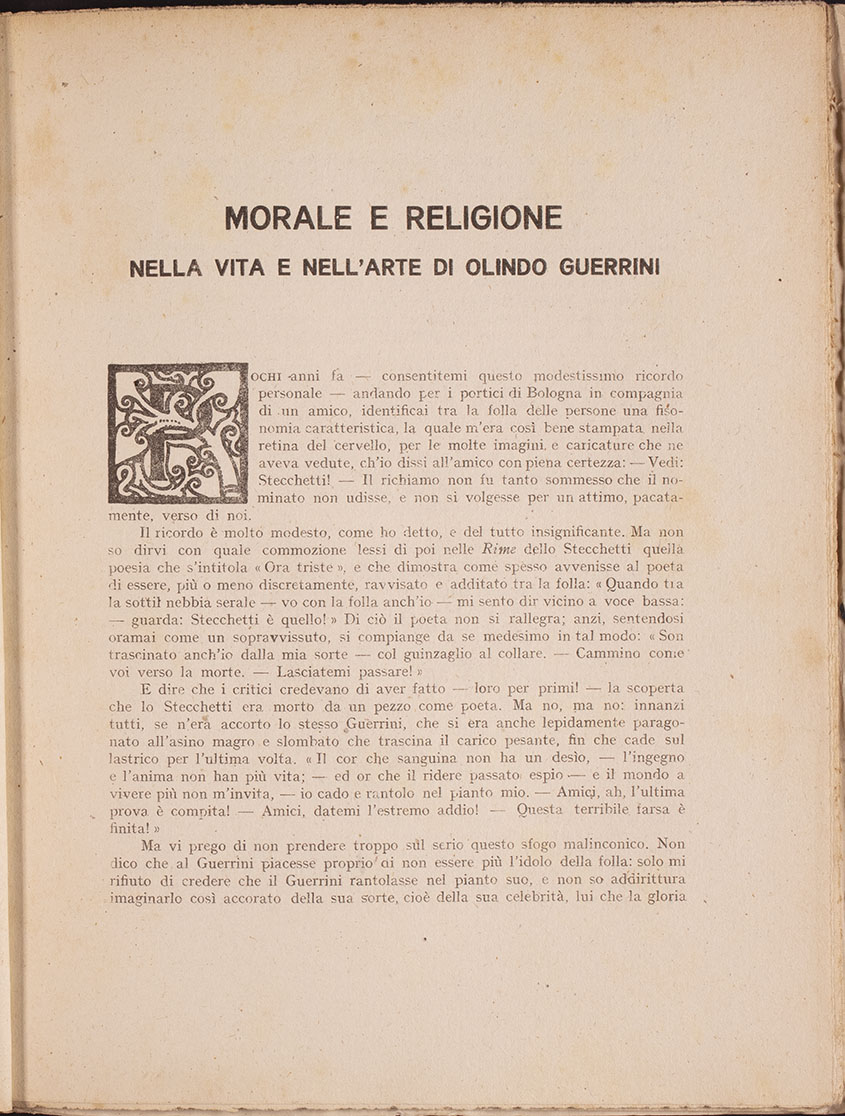 MORALE E RELIGIONE
NELLA VITA E NELL'ARTE DI OLINDO GUERRINI
POCHI anni fa — consentitemi questo modestissimo ricordo
personale — andando per i portici di Bologna in compagnia
di un amico, identificai tra la folla delle persone una fiso-
nomia caratteristica, la quale m'era così bene stampata nella
retina del cervello, per le molte imagini e caricature che ne
aveva vedute, ch'io dissi all'amico con piena certezza: — Vedi:
Stecchetti! — Il richiamo non fu tanto sommesso che il no-
minato non udisse, e non si volgesse per un attimo, pacata-
mente, verso di noi.
Il ricordo è molto modesto, come ho detto, e del tutto insignificante. Ma non
so dirvi con quale commozione lessi di poi nelle Rime dello Stecchetti quella
poesia che s'intitola « Ora triste », e che dimostra come spesso avvenisse al poeta
di essere, più o meno discretamente, ravvisato e additato tra la folla: « Quando tra
la sottil nebbia serale — vo con la folla anch'io — mi sento dir vicino a voce bassa:
— guarda: Stecchetti è quello! » Di ciò il poeta non si rallegra; anzi, sentendosi
oramai come un sopravvissuto, si compiange da se medesimo in tal modo: « Son
trascinato anch'io dalla mia sorte — col guinzaglio al collare. — Cammino come
voi verso la morte. — Lasciatemi passare! »
E dire che i critici credevano di aver fatto — loro per primi! — la scoperta
che lo Stecchetti era morto da un pezzo come poeta. Ma no, ma no: innanzi
tutti, se n'era accorto lo stesso Guerrini, che si era anche lepidamente parago-
nato all'asino magro e slombato che trascina il carico pesante, fin che cade sul
lastrico per l'ultima volta. « Il cor che sanguina non ha un desìo, — l'ingegno
e l'anima non han più vita; — ed or che il ridere passato espio — e il mondo a
vivere più non m'invita, — io cado e rantolo nel pianto mio. — Amici, ah, l'ultima
prova è compita! — Amici, datemi l'estremo addio! — Questa terribile farsa è
finita! »
Ma vi prego di non prendere troppo sul serio questo sfogo malinconico. Non
dico che al Guerrini piacesse proprio di non essere più l'idolo della folla: solo mi
rifiuto di credere che il Guerrini rantolasse nel pianto suo, e non so addirittura
imaginarlo così accorato della sua sorte, cioè della sua celebrità, lui che la gloria